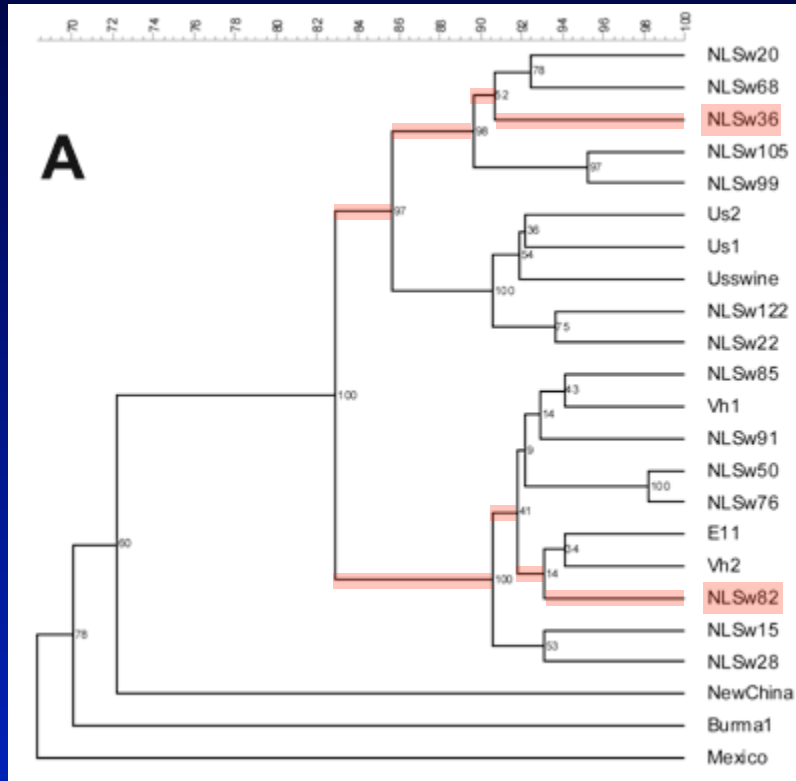 70 72 74 76 78 80 82 84 86 88 90 92 94 96 98 100
A
NLSw20
78
NLSw68
52
NLSw36
98
NLSw105
97
NLSw99
97
Us2
36
Us1
54
Usswine
100
NLSw122
75
NLSw22
NLSw85
43
100
Vh1
14
NLSw91
9
NLSw50
100
NLSw76
41
E11
60
34
Vh2
14
100
NLSw82
NLSw15
78
53
NLSw28
NewChina
Burma1
Mexico